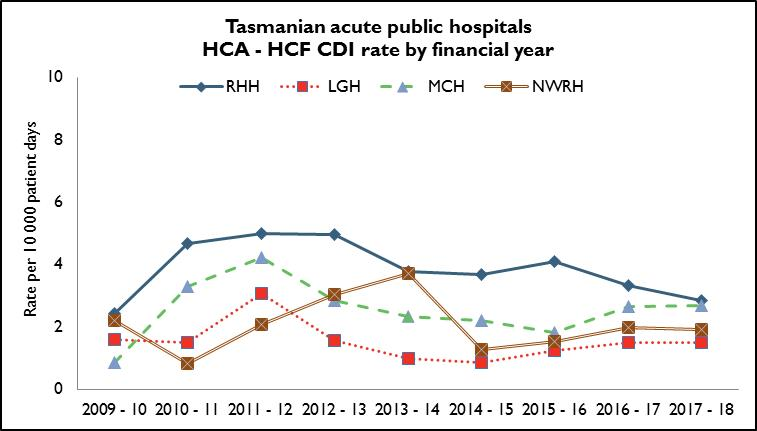 Tasmanian acute public hospitals
HCA - HCF CDI rate by financial year
RHH LGH MCH NWRH
Rate per 10 000 patient days
10
8
6
4
2
0
2009 - 10 2010 - 11 2011 - 12 2012 - 13 2013 - 14 2014 - 15 2015 - 16 2016 - 17 2017 - 18